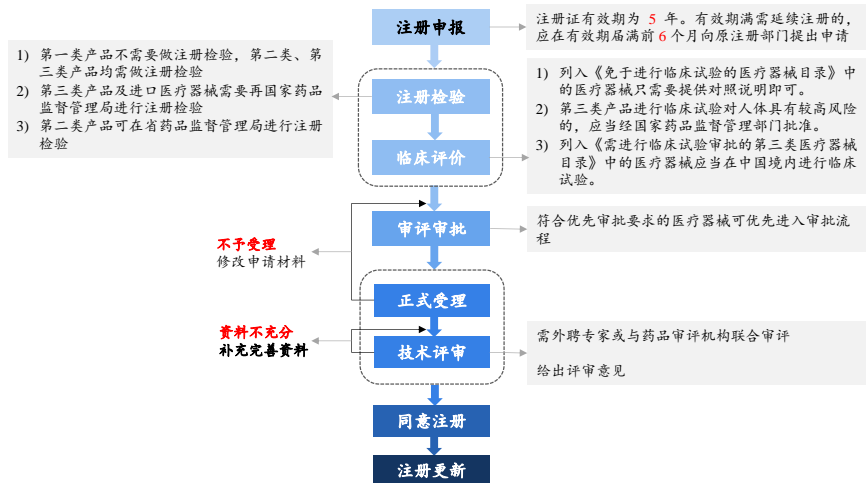 注册申报
注册证有效期为 5 年。有效期满需延续注册的，
应在有效期届满前 6 个月向原注册部门提出申请
1) 第一类产品不需要做注册检验，第二类、第
三类产品均需做注册检验
2) 第三类产品及进口医疗器械需要再国家药品
监督管理局进行注册检验
3) 第二类产品可在省药品监督管理局进行注册
检验
注册检验
临床评价
1) 列入《免于进行临床试验的医疗器械目录》中
的医疗器械只需要提供对照说明即可。
2) 第三类产品进行临床试验对人体具有较高风险
的，应当经国家药品监督管理部门批准。
3) 列入《需进行临床试验审批的第三类医疗器械
目录》中的医疗器械应当在中国境内进行临床
试验。
审评审批
符合优先审批要求的医疗器械可优先进入审批流
程
不予受理
修改申请材料
正式受理
资料不充分
补充完善资料
技术评审
需外聘专家或与药品审评机构联合审评
给出评审意见
同意注册
注册更新